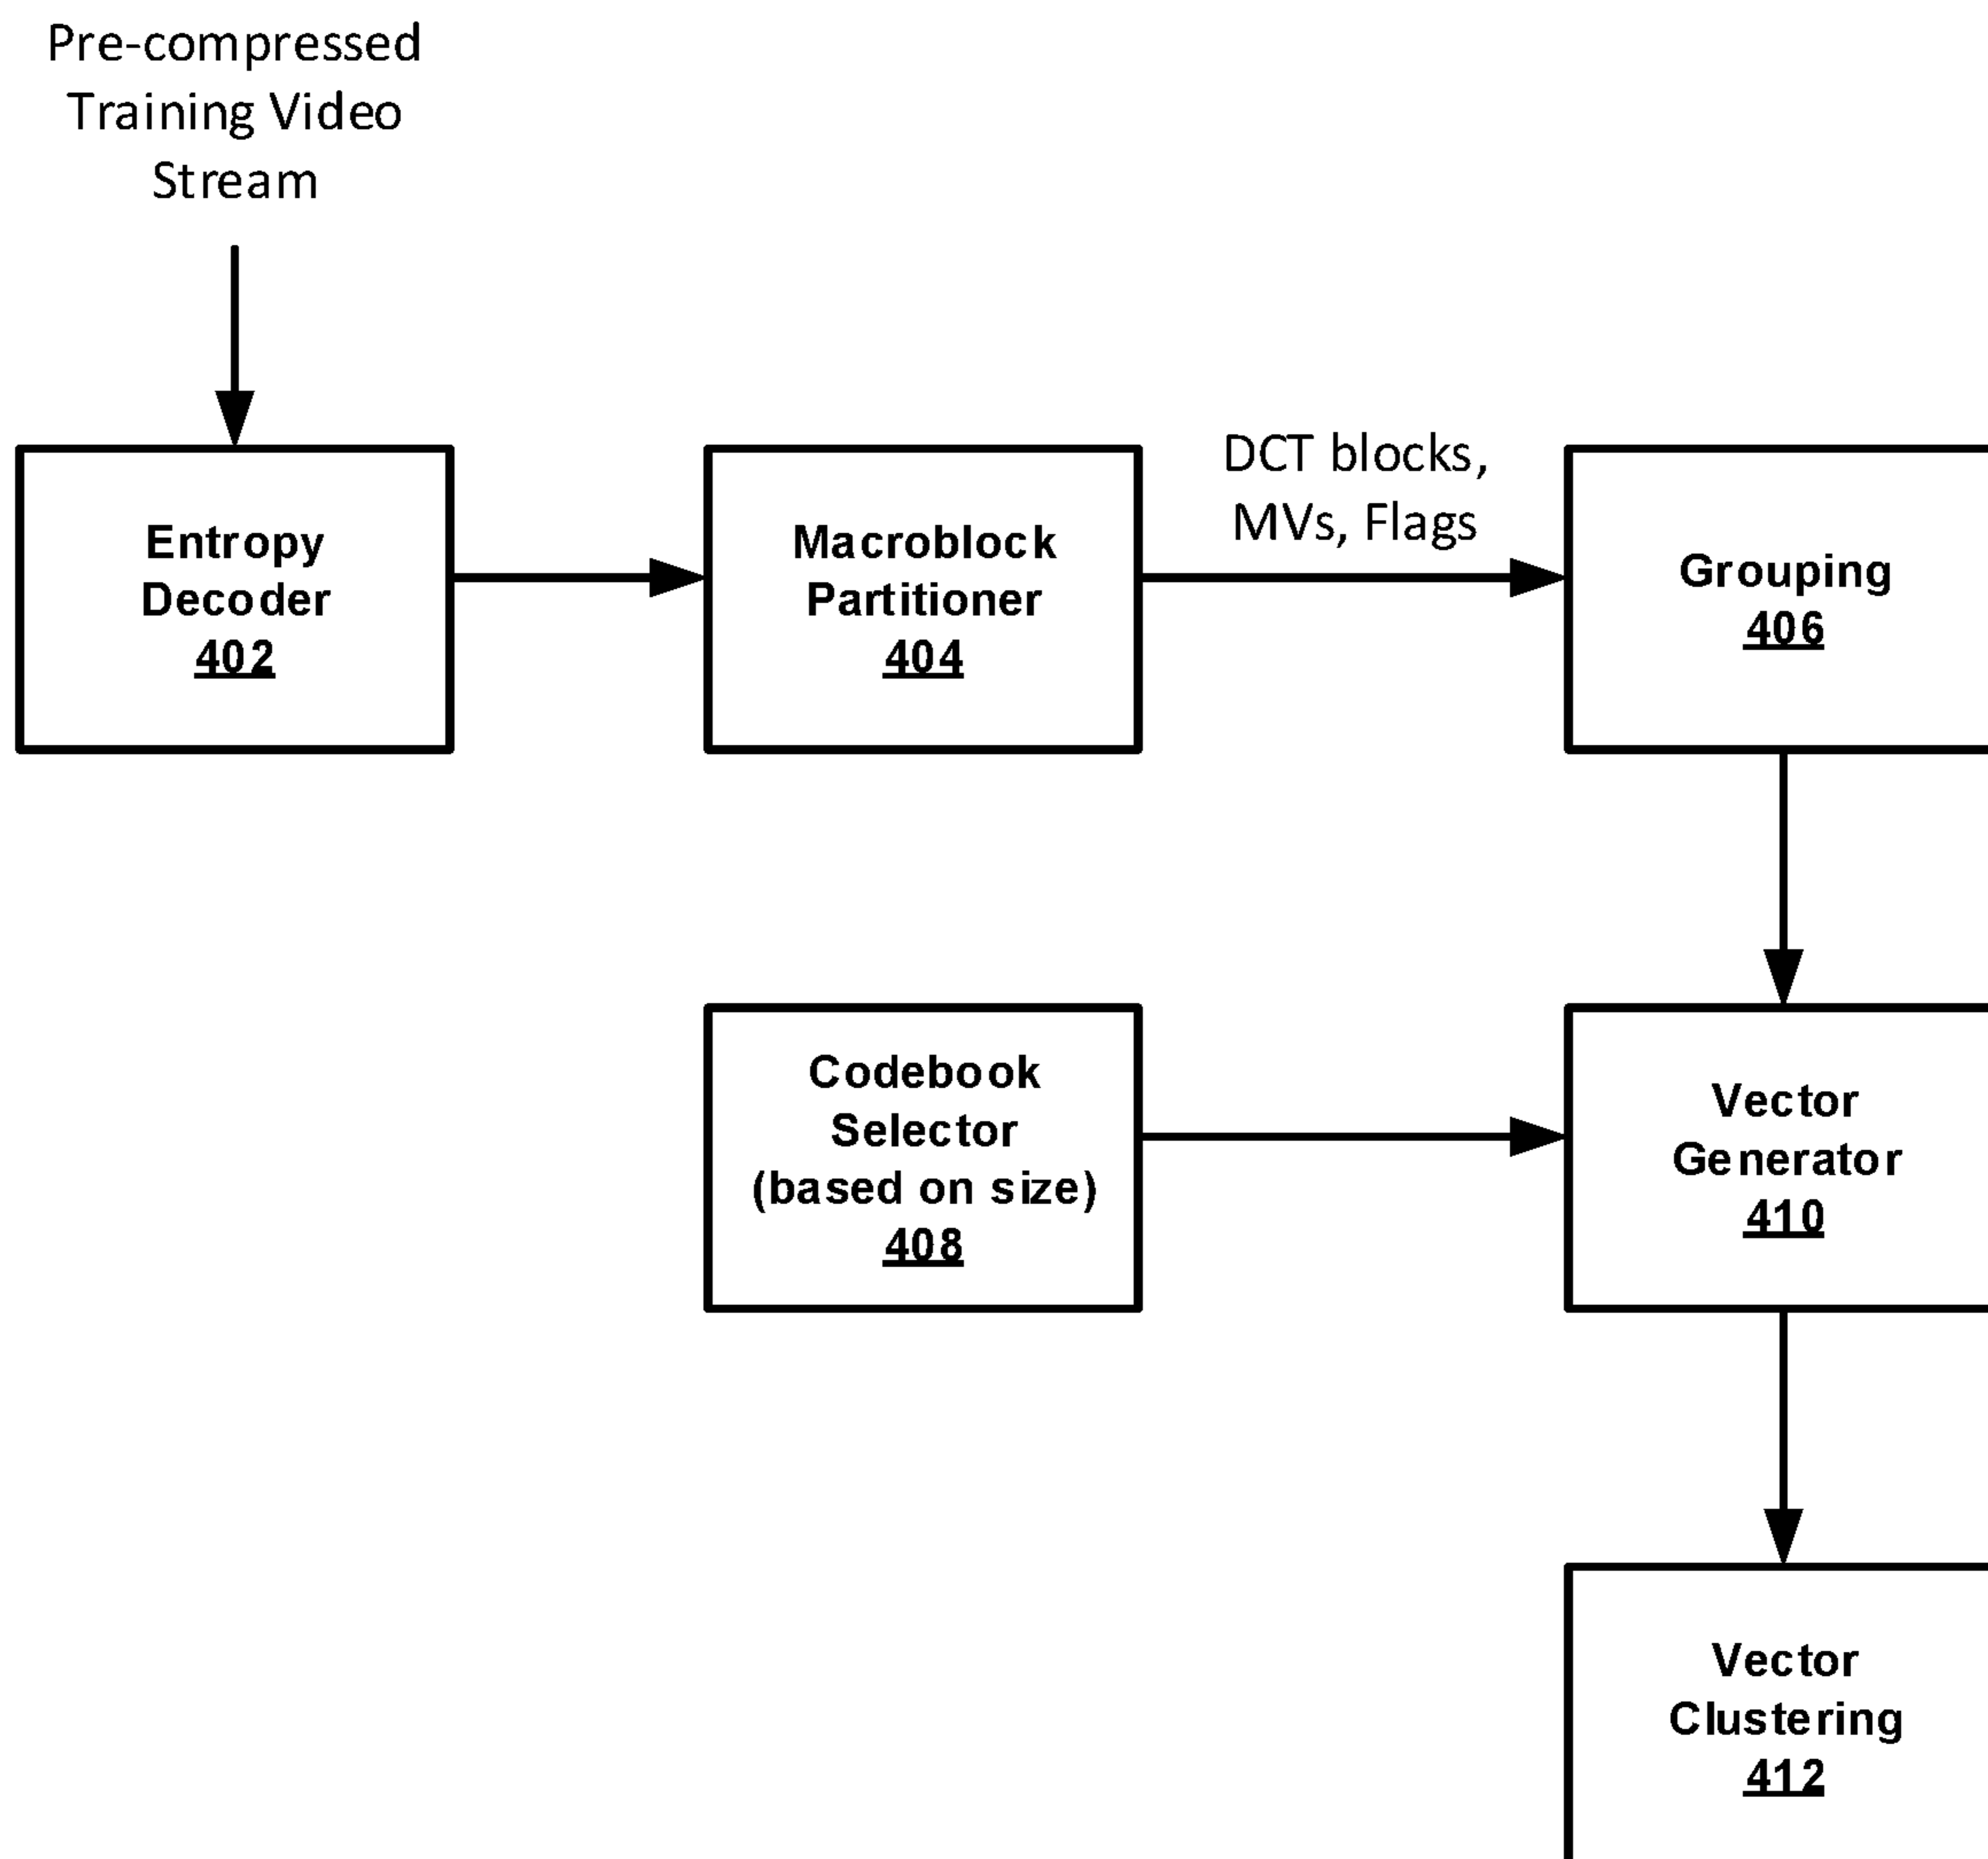 Pre-compressed
Training Video
Stream
Entropy
Decoder
402
Macroblock
Partitioner
404
DCT blocks,
MVs, Flags
Grouping
406
Codebook
Selector
(based on size)
408
Vector
Generator
410
Vector
Clustering
412